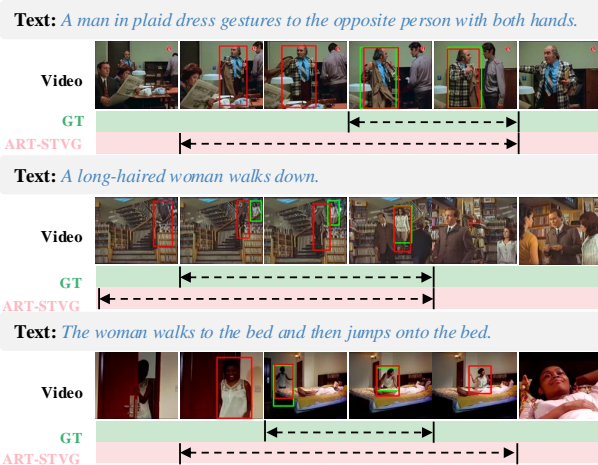 Text: A man in plaid dress gestures to the opposite person with both hands.
Video
GT
ART-STVG
Text: A long-haired woman walks down.
Video
GT
ART-STVG
Text: The woman walks to the bed and then jumps onto the bed.
Video
GT
ART-STVG